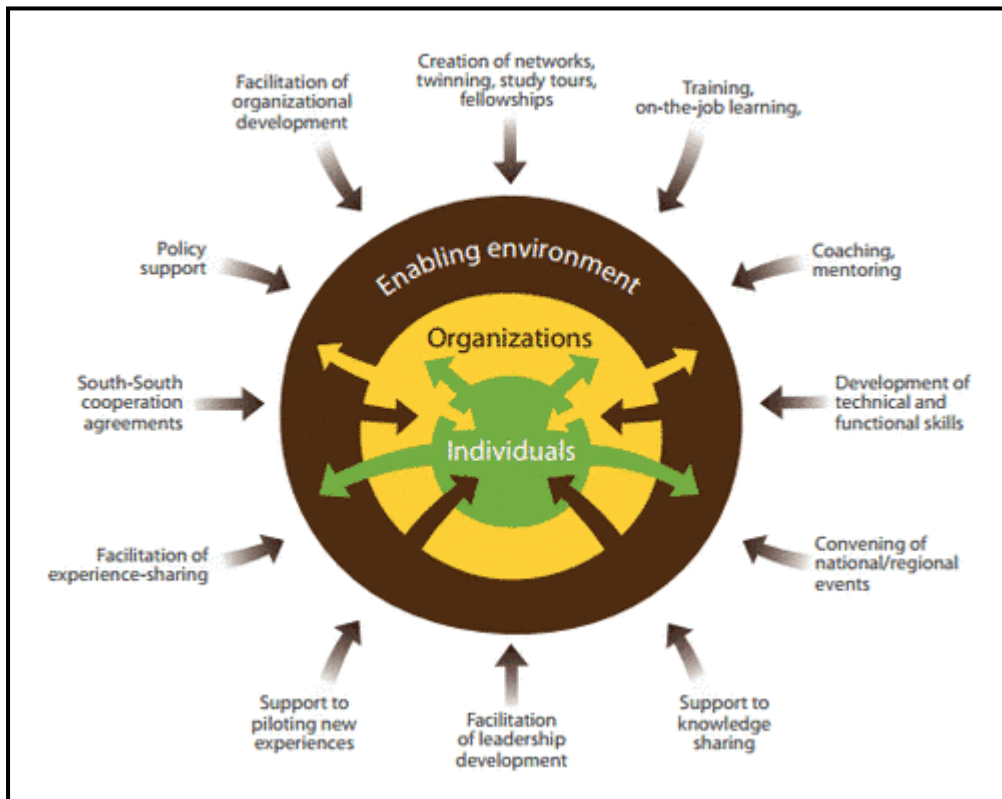 Creation of networks,
twinning, study tours,
fellowships
Facilitation of
organizational
development
Training,
on-the-job learning,
Policy
support
Enabling environment
Coaching,
mentoring
Organizations
South-South
cooperation
agreements
Development of
technical and
functional skills
Individuals
Facilitation of
experience-sharing
Convening of
national/regional
events
Support to
piloting new
experiences
Facilitation
of leadership
development
Support to
knowledge
sharing